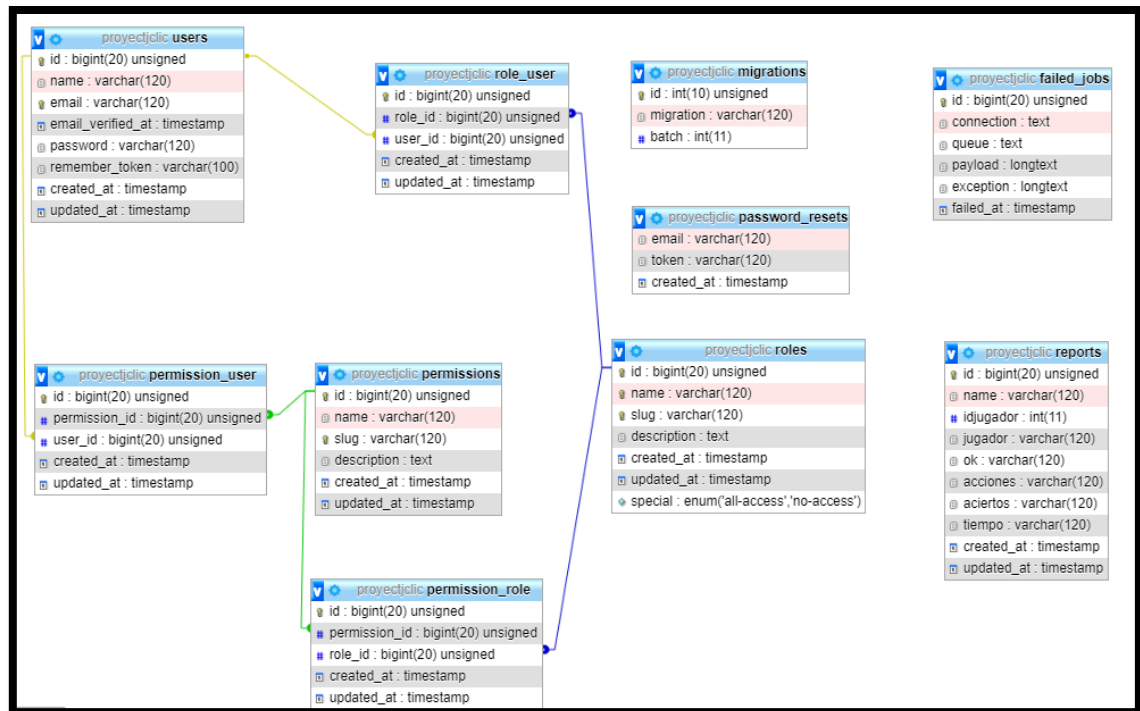 proyectjclic users
id : bigint(20) unsigned
name : varchar(120)
email : varchar(120)
email_verified_at : timestamp
password : varchar(120)
remember_token : varchar(100)
created_at : timestamp
updated_at : timestamp
proyectjclic role_user
id : bigint(20) unsigned
role_id : bigint(20) unsigned
user_id : bigint(20) unsigned
created_at : timestamp
updated_at : timestamp
proyectjclic migrations
id : int(10) unsigned
migration : varchar(120)
batch : int(11)
proyectjclic failed_jobs
id : bigint(20) unsigned
connection : text
queue : text
payload : longtext
exception : longtext
failed_at : timestamp
proyectjclic password_resets
email : varchar(120)
token : varchar(120)
created_at : timestamp
proyectjclic permission_user
id : bigint(20) unsigned
permission_id : bigint(20) unsigned
user_id : bigint(20) unsigned
created_at : timestamp
updated_at : timestamp
proyectjclic permissions
id : bigint(20) unsigned
name : varchar(120)
slug : varchar(120)
description : text
created_at : timestamp
updated_at : timestamp
proyectjclic roles
id : bigint(20) unsigned
name : varchar(120)
slug : varchar(120)
description : text
created_at : timestamp
updated_at : timestamp
special : enum('all-access','no-access')
proyectjclic reports
id : bigint(20) unsigned
name : varchar(120)
idjugador : int(11)
jugador : varchar(120)
ok : varchar(120)
acciones : varchar(120)
aciertos : varchar(120)
tiempo : varchar(120)
created_at : timestamp
updated_at : timestamp
proyectjclic permission_role
id : bigint(20) unsigned
permission_id : bigint(20) unsigned
role_id : bigint(20) unsigned
created_at : timestamp
updated_at : timestamp